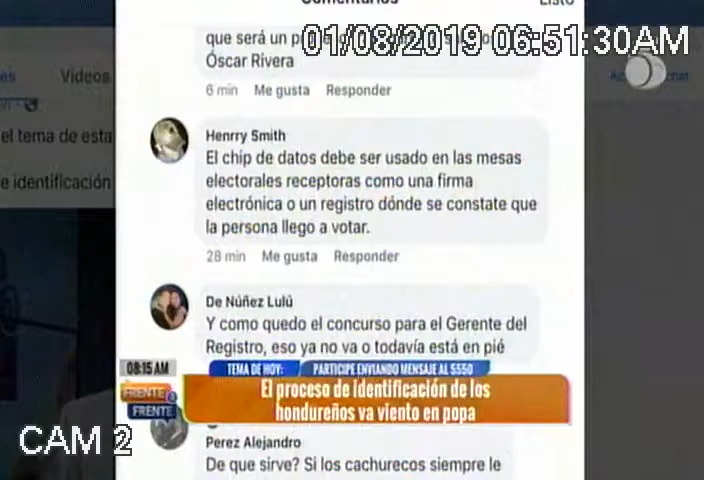 Comentarios
Listo
01/08/2019 06:51:30AM
que será un
Óscar Rivera
6 min Me gusta Responder
Videos
Henrry Smith
El chip de datos debe ser usado en las mesas
electorales receptoras como una firma
electrónica o un registro dónde se constate que
la persona llego a votar.
28 min Me gusta Responder
el tema de esta
e identificación
De Núñez Lulú
Y como quedo el concurso para el Gerente del
Registro, eso ya no va o todavía está en pié
08:15 AM
TEMA DE HOY: PARTICIPE ENVIANDO MENSAJE AL 5550
FRENTE a
FRENTE
El proceso de identificación de los
hondureños va viento en popa
CAM 2
Perez Alejandro
De que sirve? Si los cachurecos siempre le